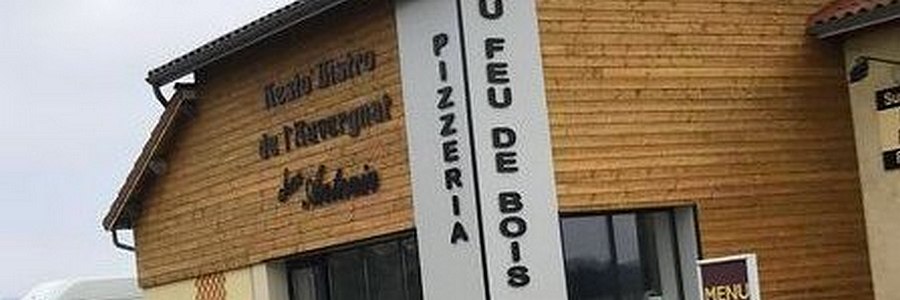 Resto Bistro
de l'Auvergnat
PIZZERIA
U FEU DE BOIS
MENU